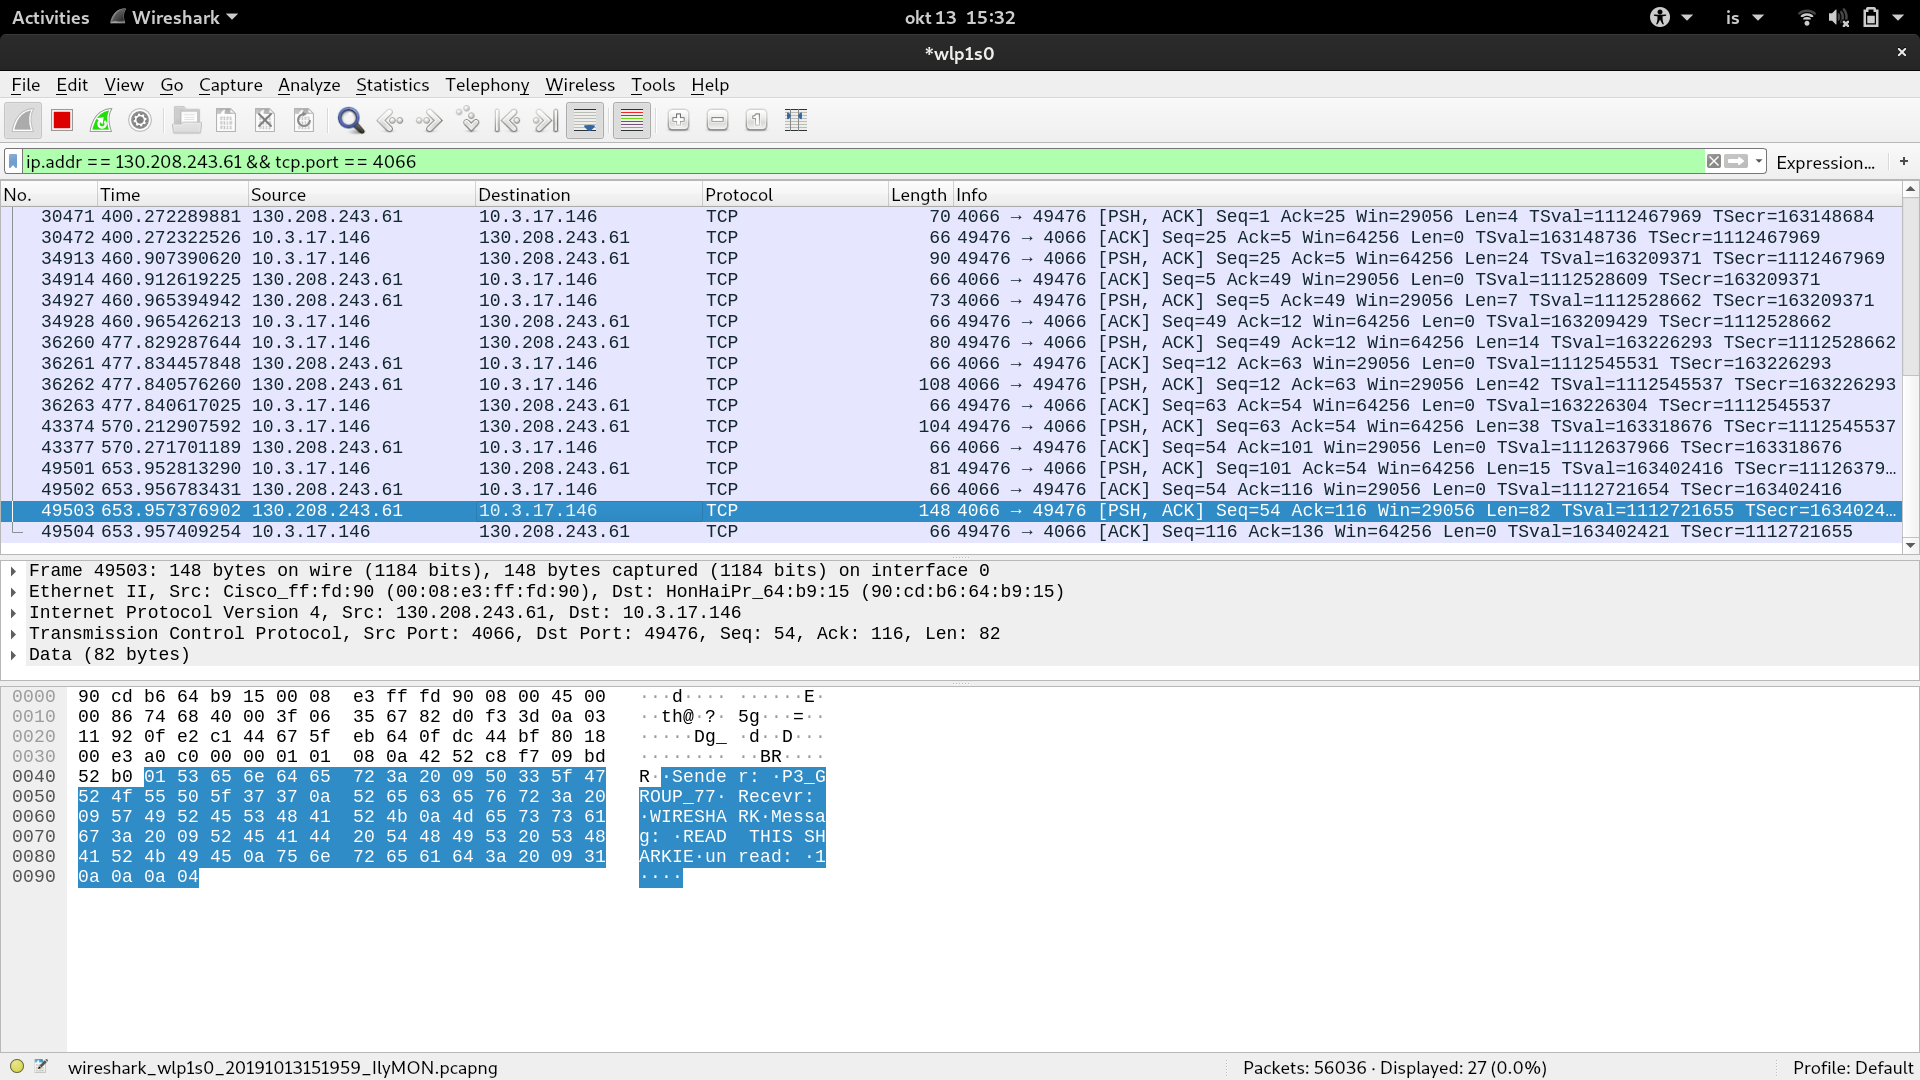 Activities Wireshark okt 13 15:32 is
*wlp1s0
File Edit View Go Capture Analyze Statistics Telephony Wireless Tools Help
ip.addr == 130.208.243.61 && tcp.port == 4066 Expression... +
No. Time Source Destination Protocol Length Info
30471 400.272289881 130.208.243.61 10.3.17.146 TCP 70 4066 → 49476 [PSH, ACK] Seq=1 Ack=25 Win=29056 Len=4 TSval=1112467969 TSecr=163148684
30472 400.272322526 10.3.17.146 130.208.243.61 TCP 66 49476 → 4066 [ACK] Seq=25 Ack=5 Win=64256 Len=0 TSval=163148736 TSecr=1112467969
34913 460.907390620 10.3.17.146 130.208.243.61 TCP 90 49476 → 4066 [PSH, ACK] Seq=25 Ack=5 Win=64256 Len=24 TSval=163209371 TSecr=1112467969
34914 460.912619225 130.208.243.61 10.3.17.146 TCP 66 4066 → 49476 [ACK] Seq=5 Ack=49 Win=29056 Len=0 TSval=1112528609 TSecr=163209371
34927 460.965394942 130.208.243.61 10.3.17.146 TCP 73 4066 → 49476 [PSH, ACK] Seq=5 Ack=49 Win=29056 Len=7 TSval=1112528662 TSecr=163209371
34928 460.965426213 10.3.17.146 130.208.243.61 TCP 66 49476 → 4066 [ACK] Seq=49 Ack=12 Win=64256 Len=0 TSval=163209429 TSecr=1112528662
36260 477.829287644 10.3.17.146 130.208.243.61 TCP 80 49476 → 4066 [PSH, ACK] Seq=49 Ack=12 Win=64256 Len=14 TSval=163226293 TSecr=1112528662
36261 477.834457848 130.208.243.61 10.3.17.146 TCP 66 4066 → 49476 [ACK] Seq=12 Ack=63 Win=29056 Len=0 TSval=1112545531 TSecr=163226293
36262 477.840576260 130.208.243.61 10.3.17.146 TCP 108 4066 → 49476 [PSH, ACK] Seq=12 Ack=63 Win=29056 Len=42 TSval=1112545537 TSecr=163226293
36263 477.840617025 10.3.17.146 130.208.243.61 TCP 66 49476 → 4066 [ACK] Seq=63 Ack=54 Win=64256 Len=0 TSval=163226304 TSecr=1112545537
43374 570.212907592 10.3.17.146 130.208.243.61 TCP 104 49476 → 4066 [PSH, ACK] Seq=63 Ack=54 Win=64256 Len=38 TSval=163318676 TSecr=1112545537
43377 570.271701189 130.208.243.61 10.3.17.146 TCP 66 4066 → 49476 [ACK] Seq=54 Ack=101 Win=29056 Len=0 TSval=1112637966 TSecr=163318676
49501 653.952813290 10.3.17.146 130.208.243.61 TCP 81 49476 → 4066 [PSH, ACK] Seq=101 Ack=54 Win=64256 Len=15 TSval=163402416 TSecr=11126379…
49502 653.956783431 130.208.243.61 10.3.17.146 TCP 66 4066 → 49476 [ACK] Seq=54 Ack=116 Win=29056 Len=0 TSval=1112721654 TSecr=163402416
49503 653.957376902 130.208.243.61 10.3.17.146 TCP 148 4066 → 49476 [PSH, ACK] Seq=54 Ack=116 Win=29056 Len=82 TSval=1112721655 TSecr=1634024…
49504 653.957409254 10.3.17.146 130.208.243.61 TCP 66 49476 → 4066 [ACK] Seq=116 Ack=136 Win=64256 Len=0 TSval=163402421 TSecr=1112721655
Frame 49503: 148 bytes on wire (1184 bits), 148 bytes captured (1184 bits) on interface 0
Ethernet II, Src: Cisco_ff:fd:90 (00:08:e3:ff:fd:90), Dst: HonHaiPr_64:b9:15 (90:cd:b6:64:b9:15)
Internet Protocol Version 4, Src: 130.208.243.61, Dst: 10.3.17.146
Transmission Control Protocol, Src Port: 4066, Dst Port: 49476, Seq: 54, Ack: 116, Len: 82
Data (82 bytes)
0000 90 cd b6 64 b9 15 00 08 e3 ff fd 90 08 00 45 00 ···d···· ······E·
0010 00 86 74 68 40 00 3f 06 35 67 82 d0 f3 3d 0a 03 ··th@·?· 5g···=··
0020 11 92 0f e2 c1 44 67 5f eb 64 0f dc 44 bf 80 18 ·····Dg_ ·d··D···
0030 00 e3 a0 c0 00 00 01 01 08 0a 42 52 c8 f7 09 bd ········ ··BR····
0040 52 b0 01 53 65 6e 64 65 72 3a 20 09 50 33 5f 47 R··Sende r: ·P3_G
0050 52 4f 55 50 5f 37 37 0a 52 65 63 65 76 72 3a 20 ROUP_77· Recevr:
0060 09 57 49 52 45 53 48 41 52 4b 0a 4d 65 73 73 61 ·WIRESHA RK·Messa
0070 67 3a 20 09 52 45 41 44 20 54 48 49 53 20 53 48 g: ·READ THIS SH
0080 41 52 4b 49 45 0a 75 6e 72 65 61 64 3a 20 09 31 ARKIE·un read: ·1
0090 0a 0a 0a 04 ····
wireshark_wlp1s0_20191013151959_IlyMON.pcapng Packets: 56036 · Displayed: 27 (0.0%) Profile: Default